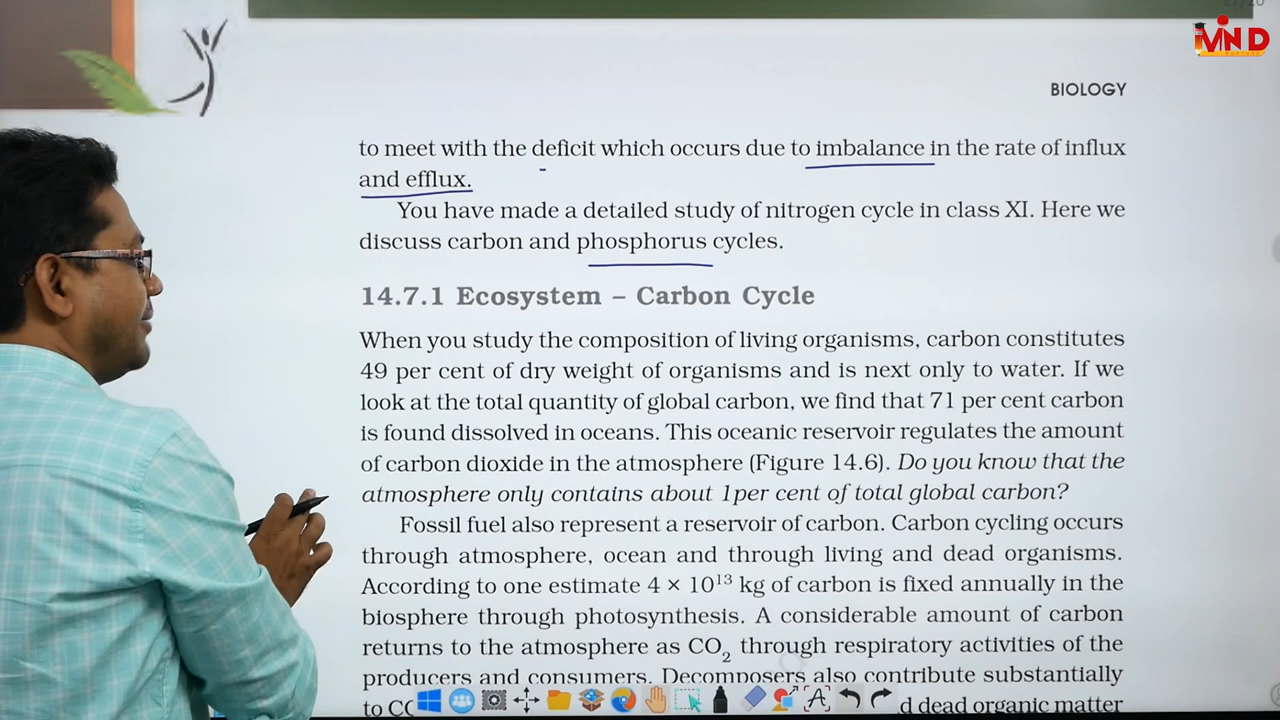 BIOLOGY
to meet with the deficit which occurs due to imbalance in the rate of influx
and efflux.
You have made a detailed study of nitrogen cycle in class XI. Here we
discuss carbon and phosphorus cycles.
14.7.1 Ecosystem – Carbon Cycle
When you study the composition of living organisms, carbon constitutes
49 per cent of dry weight of organisms and is next only to water. If we
look at the total quantity of global carbon, we find that 71 per cent carbon
is found dissolved in oceans. This oceanic reservoir regulates the amount
of carbon dioxide in the atmosphere (Figure 14.6). Do you know that the
atmosphere only contains about 1per cent of total global carbon?
Fossil fuel also represent a reservoir of carbon. Carbon cycling occurs
through atmosphere, ocean and through living and dead organisms.
According to one estimate 4 × 10¹³ kg of carbon is fixed annually in the
biosphere through photosynthesis. A considerable amount of carbon
returns to the atmosphere as CO₂ through respiratory activities of the
producers and consumers. Decomposers also contribute substantially
to d dead organic matter